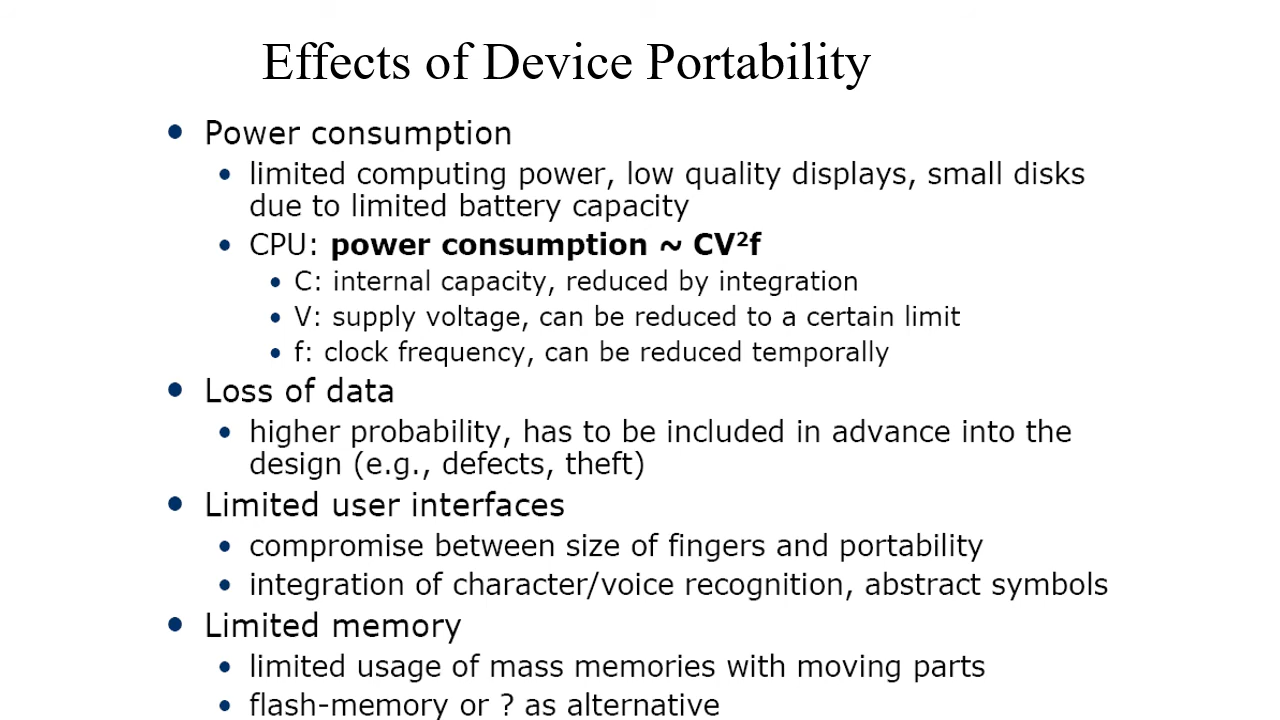 Effects of Device Portability
• Power consumption
• limited computing power, low quality displays, small disks
due to limited battery capacity
• CPU: power consumption ~ CV²f
• C: internal capacity, reduced by integration
• V: supply voltage, can be reduced to a certain limit
• f: clock frequency, can be reduced temporally
• Loss of data
• higher probability, has to be included in advance into the
design (e.g., defects, theft)
• Limited user interfaces
• compromise between size of fingers and portability
• integration of character/voice recognition, abstract symbols
• Limited memory
• limited usage of mass memories with moving parts
• flash-memory or ? as alternative